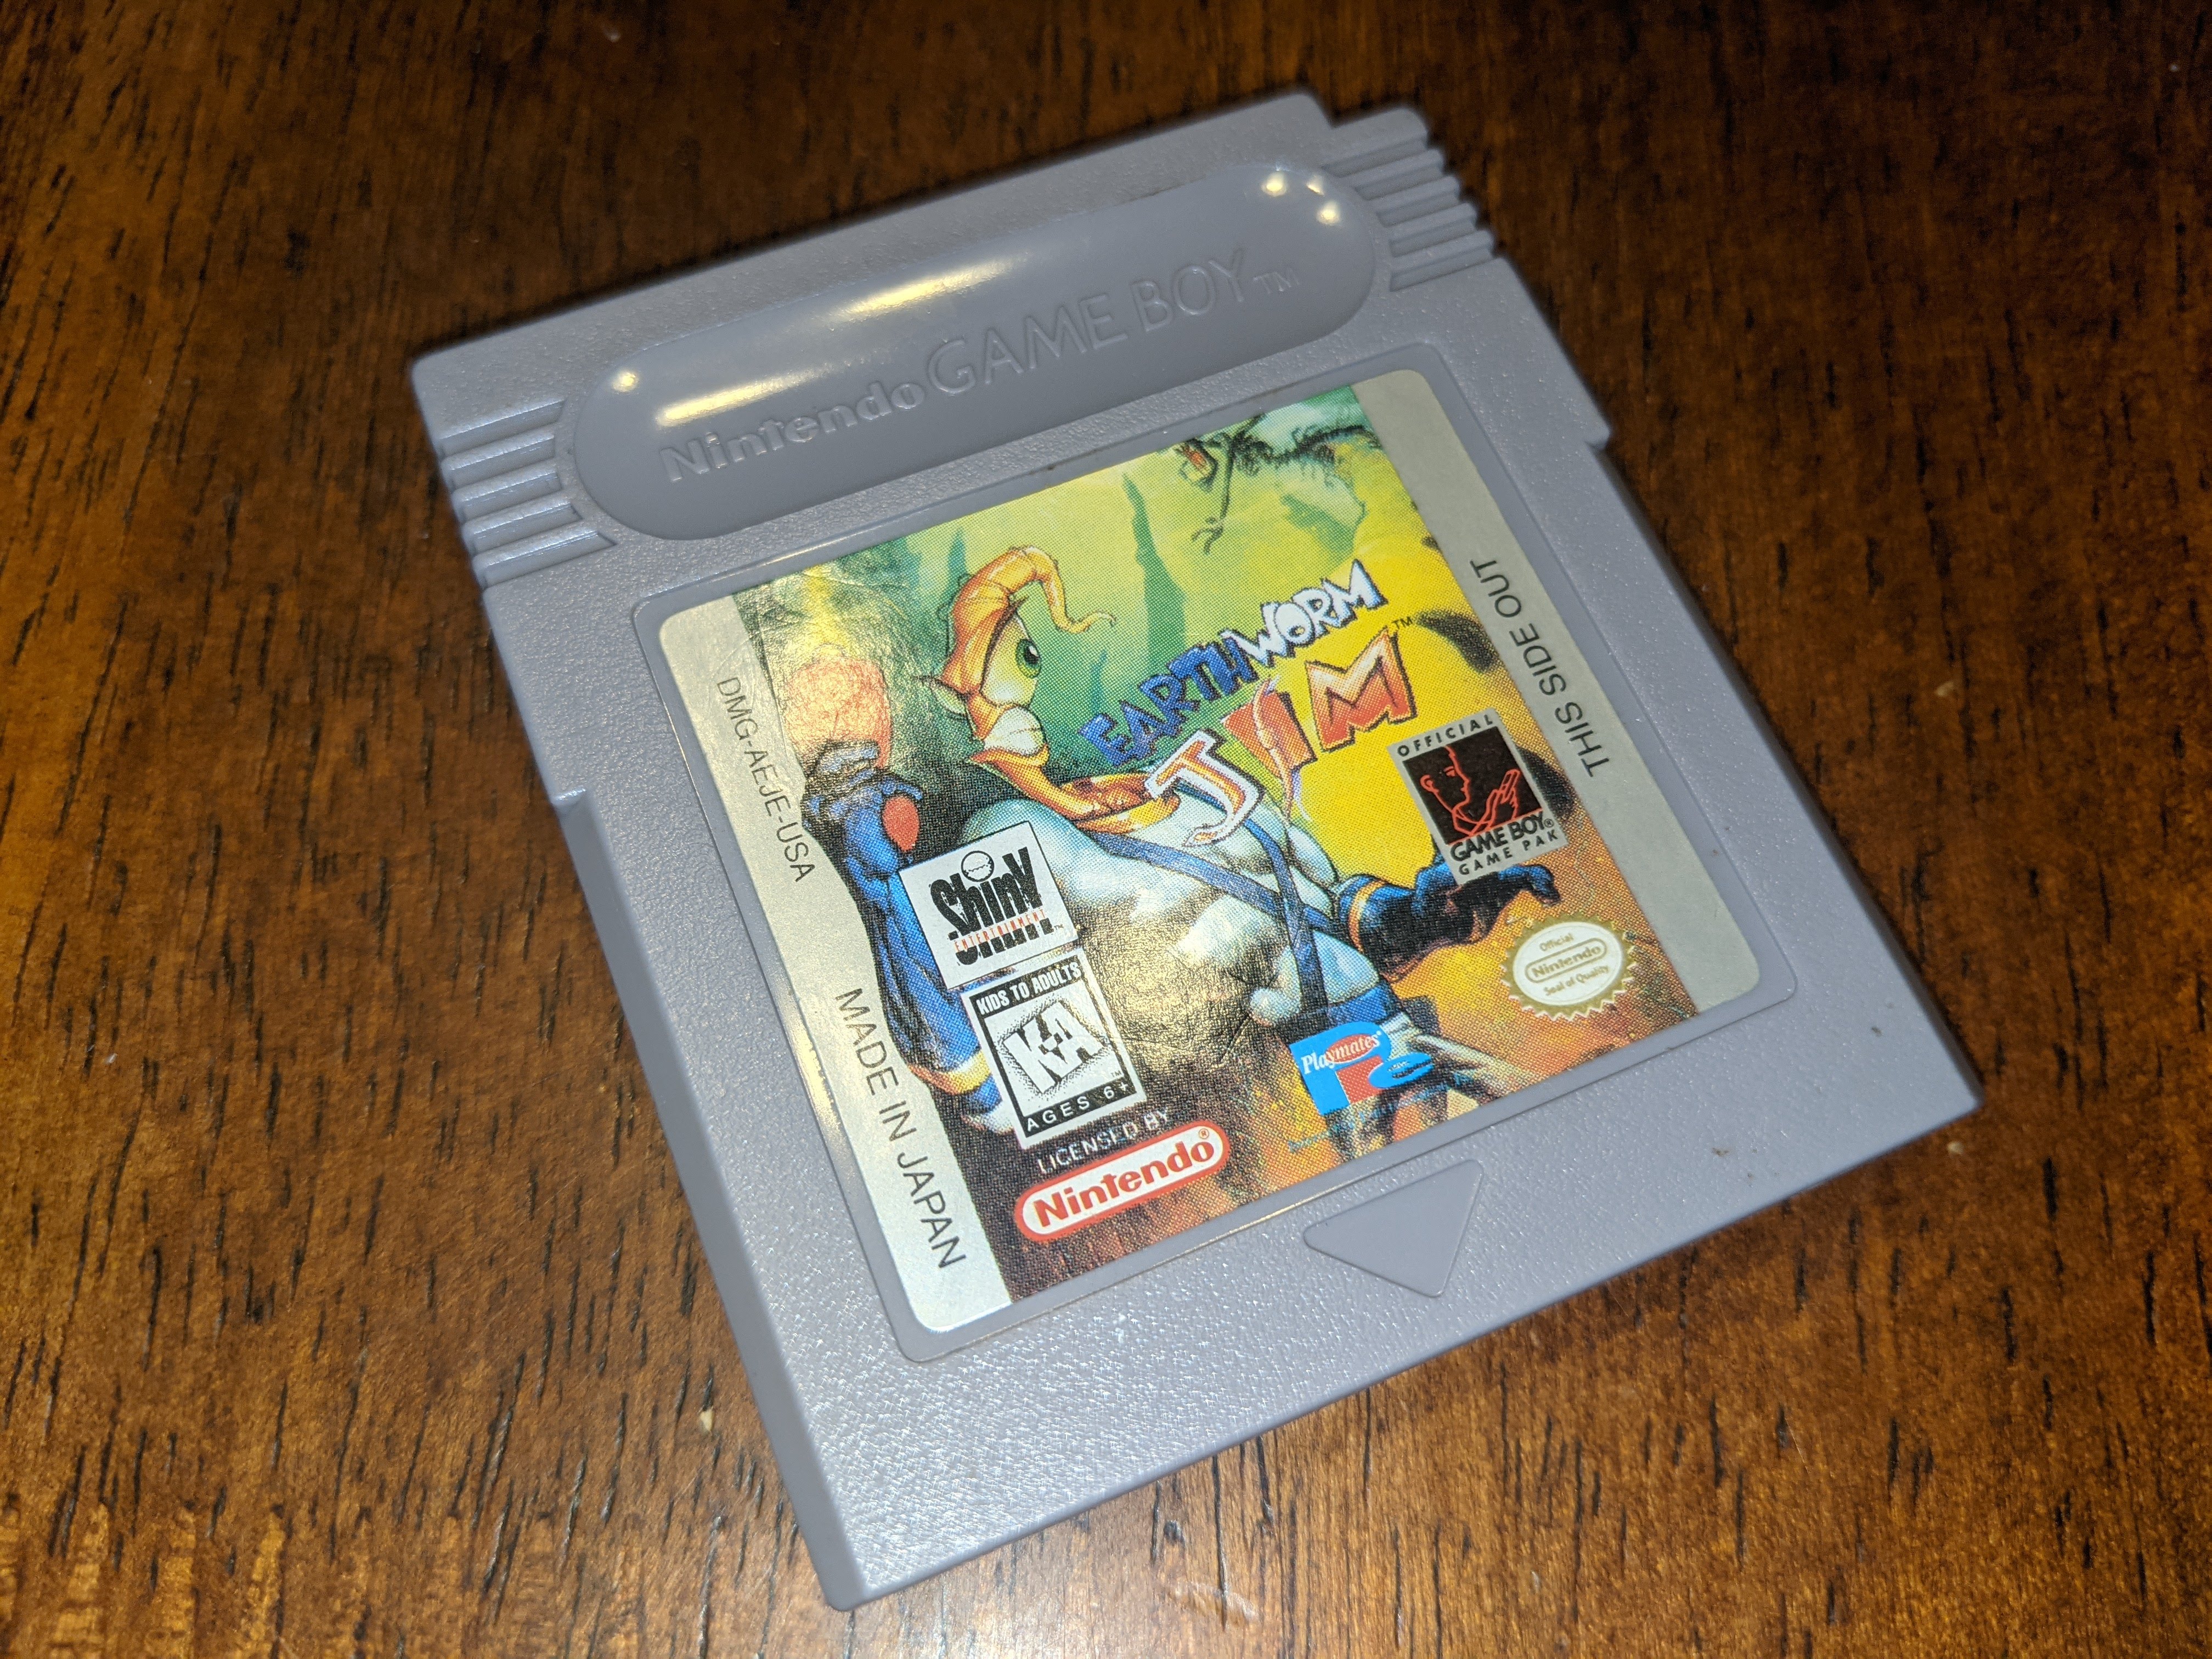 Nintendo GAME BOY™
EARTHWORM
JIM™
THIS SIDE OUT
DMG-AEJE-USA
MADE IN JAPAN
OFFICIAL
GAME BOY®
GAME PAK
Shiny
ENTERTAINMENT™
KIDS TO ADULTS
K-A
AGES 6+
LICENSED BY
Nintendo®
Playmates®
Official
Nintendo
Seal of Quality